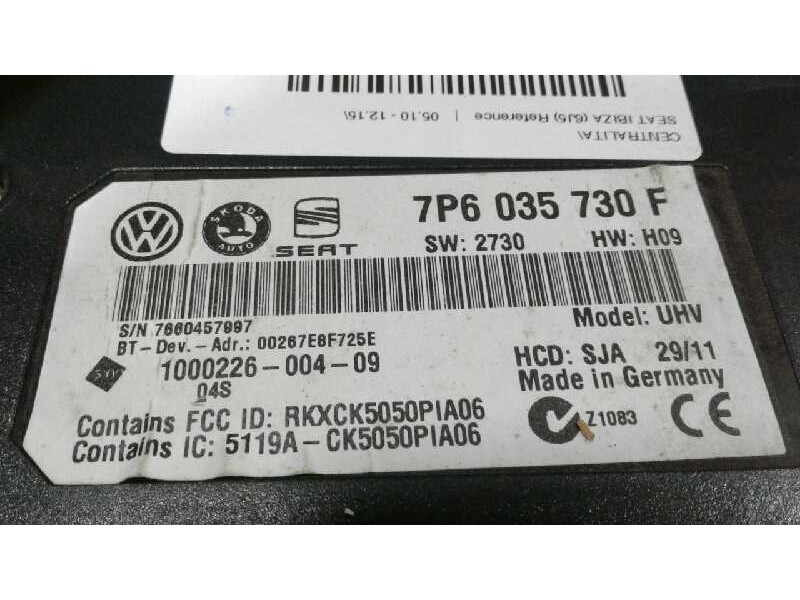 CENTRALITA\
SEAT IBIZA (6J5) Reference | 05.10 - 12.15\
SKODA
AUTO
SEAT
7P6 035 730 F
SW: 2730 HW: H09
S/N 7660457997
Model: UHV
BT-Dev.-Adr.: 00267E6F725E
1000226-004-09
HCD: SJA 29/11
04S
Made in Germany
Contains FCC ID: RKXCK5050PIA06
Z1083 CE
Contains IC: 5119A-CK5050PIA06